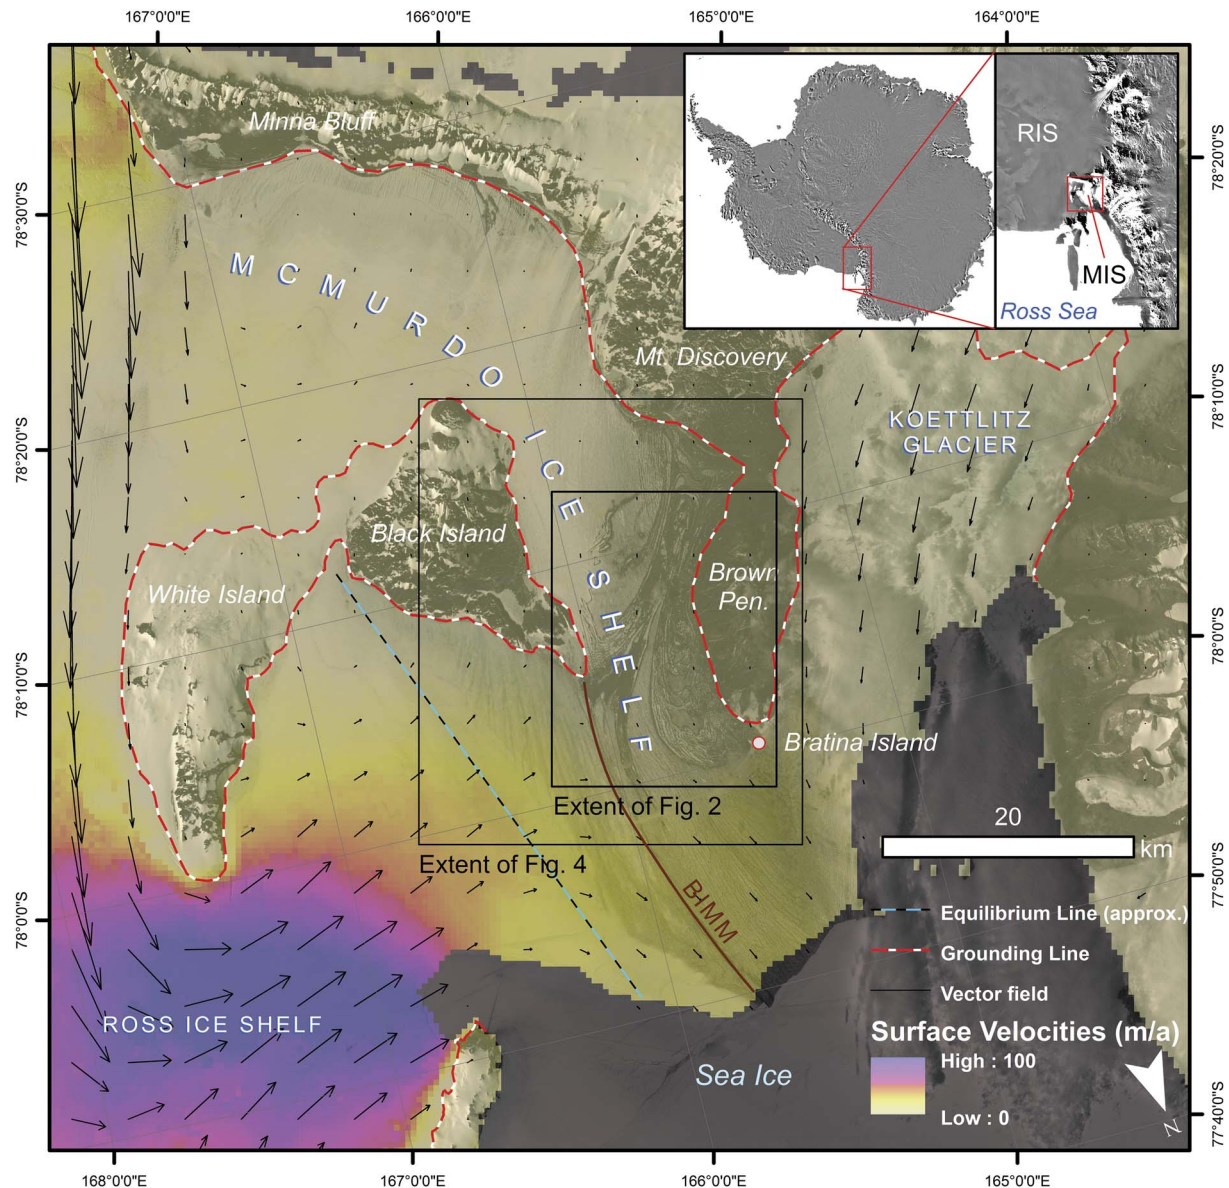 167°0'0"E
166°0'0"E
165°0'0"E
164°0'0"E
78°30'0"S
78°20'0"S
78°10'0"S
78°0'0"S
78°20'0"S
78°10'0"S
78°0'0"S
77°50'0"S
77°40'0"S
Minna Bluff
RIS
MIS
Ross Sea
MCMURDO ICE SHELF
Mt. Discovery
KOETTLITZ
GLACIER
Black Island
White Island
Brown
Pen.
Bratina Island
Extent of Fig. 2
Extent of Fig. 4
20
km
B-IMM
Equilibrium Line (approx.)
Grounding Line
Vector field
ROSS ICE SHELF
Surface Velocities (m/a)
High : 100
Low : 0
Sea Ice
N
168°0'0"E
167°0'0"E
166°0'0"E
165°0'0"E